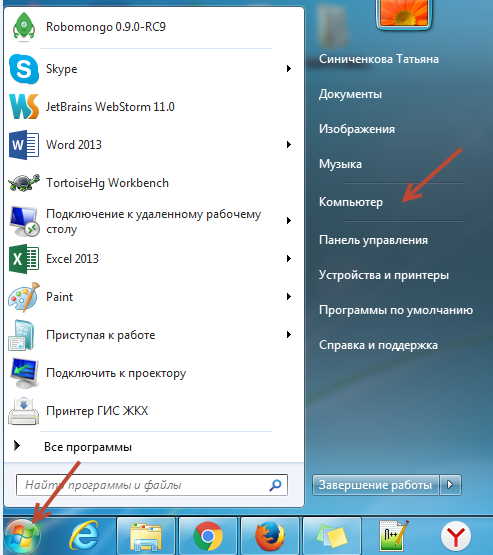 Robomongo 0.9.0-RC9
Skype
JetBrains WebStorm 11.0
Word 2013
TortoiseHg Workbench
Подключение к удаленному рабочему
столу
Excel 2013
Paint
Приступая к работе
Подключить к проектору
Принтер ГИС ЖКХ
Все программы
Найти программы и файлы
Синиченкова Татьяна
Документы
Изображения
Музыка
Компьютер
Панель управления
Устройства и принтеры
Программы по умолчанию
Справка и поддержка
Завершение работы